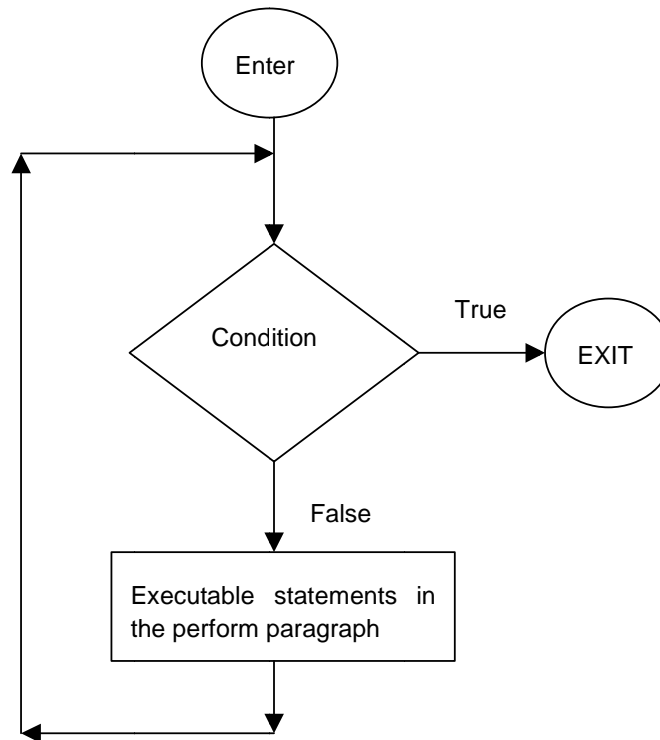 Enter
Condition
True
EXIT
False
Executable statements in
the perform paragraph